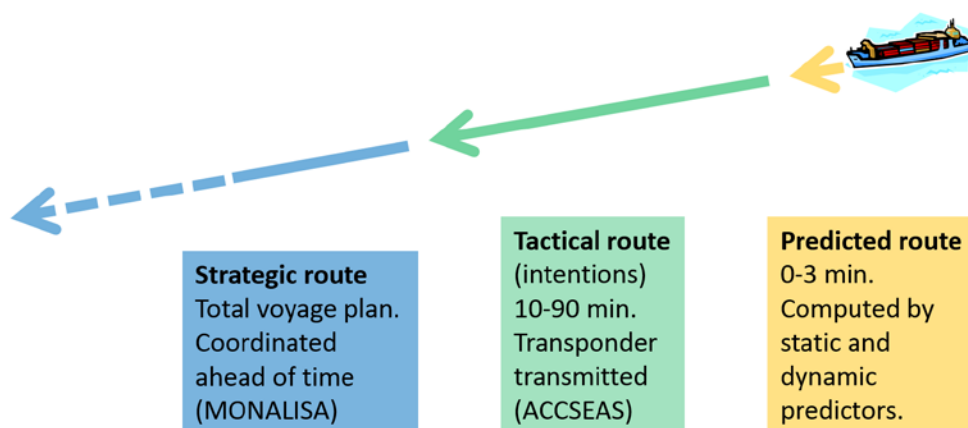 Strategic route
Total voyage plan.
Coordinated
ahead of time
(MONALISA)
Tactical route
(intentions)
10-90 min.
Transponder
transmitted
(ACCSEAS)
Predicted route
0-3 min.
Computed by
static and
dynamic
predictors.